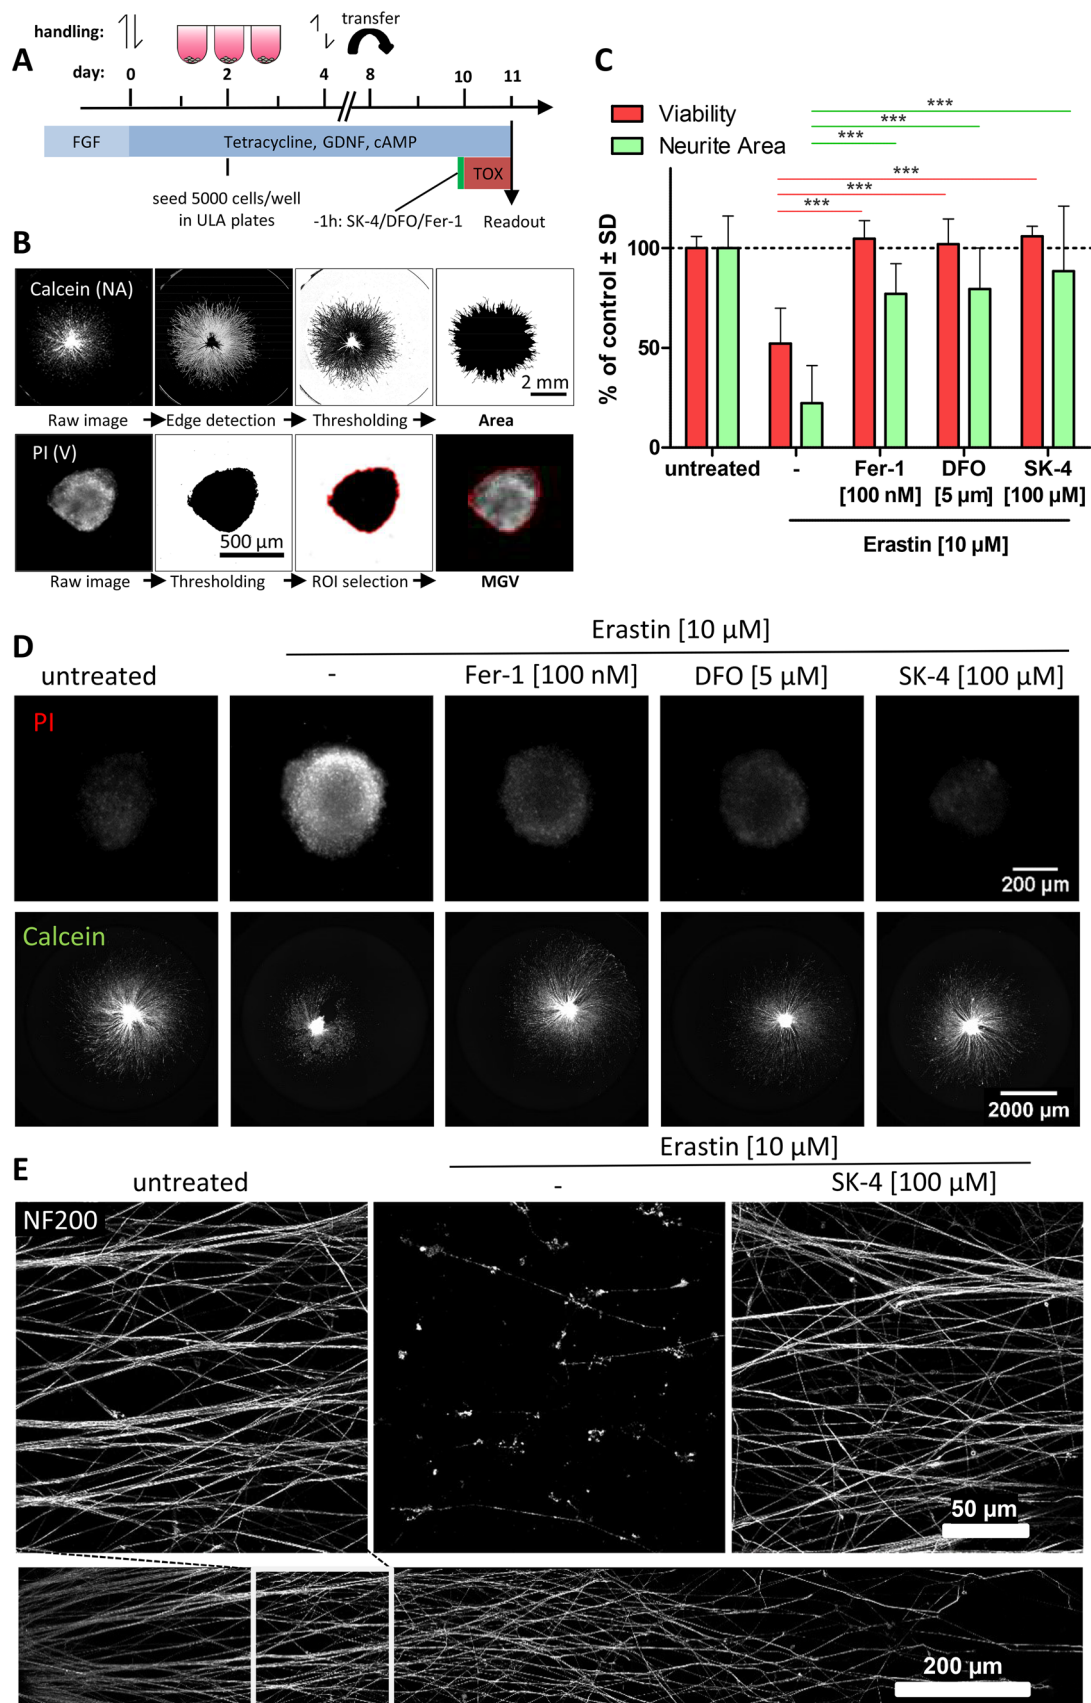 handling:
transfer
A
day: 0 2 4 8 10 11
FGF
Tetracycline, GDNF, cAMP
TOX
seed 5000 cells/well
in ULA plates
-1h: SK-4/DFO/Fer-1
Readout
B
Calcein (NA)
2 mm
Raw image Edge detection Thresholding Area
PI (V)
500 µm
Raw image Thresholding ROI selection MGV
C
Viability
Neurite Area
***
***
***
***
***
***
% of control ± SD
100
50
0
untreated - Fer-1 DFO SK-4
[100 nM] [5 µm] [100 µM]
Erastin [10 µM]
D
Erastin [10 µM]
untreated - Fer-1 [100 nM] DFO [5 µM] SK-4 [100 µM]
PI
200 µm
Calcein
2000 µm
E
Erastin [10 µM]
untreated - SK-4 [100 µM]
NF200
50 µm
200 µm